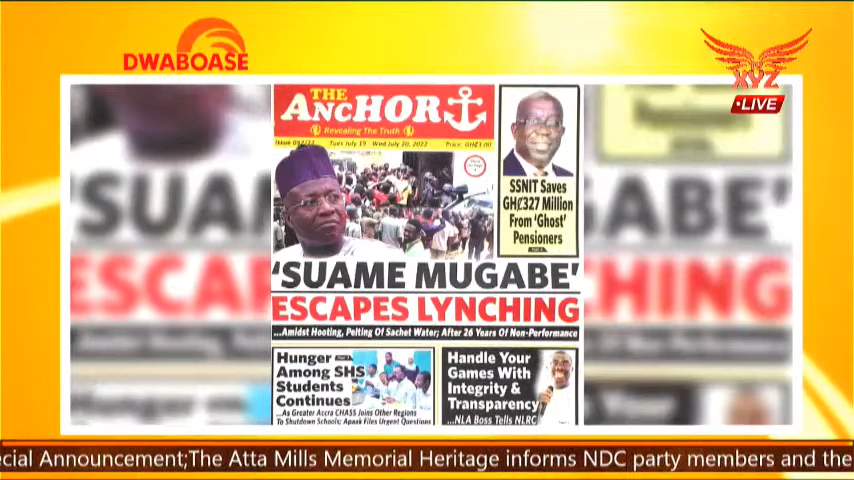 DWABOASE
XYZ
LIVE
THE
ANCHOR
Revealing The Truth
Tues July 19
Wed July 20, 2022
Price: GH₵3.00
SSNIT Saves
GH₵327 Million
From 'Ghost'
Pensioners
'SUAME MUGABE'
ESCAPES LYNCHING
...Amidst Hooting, Pelting Of Sachet Water; After 26 Years Of Non-Performance
Hunger
Among SHS
Students
Continues
...As Greater Accra CHASS Joins Other Regions
To Shutdown Schools; Apaak Files Urgent Questions
Handle Your
Games With
Integrity &
Transparency
...NLA Boss Tells NLRC
cial Announcement;The Atta Mills Memorial Heritage informs NDC party members and the